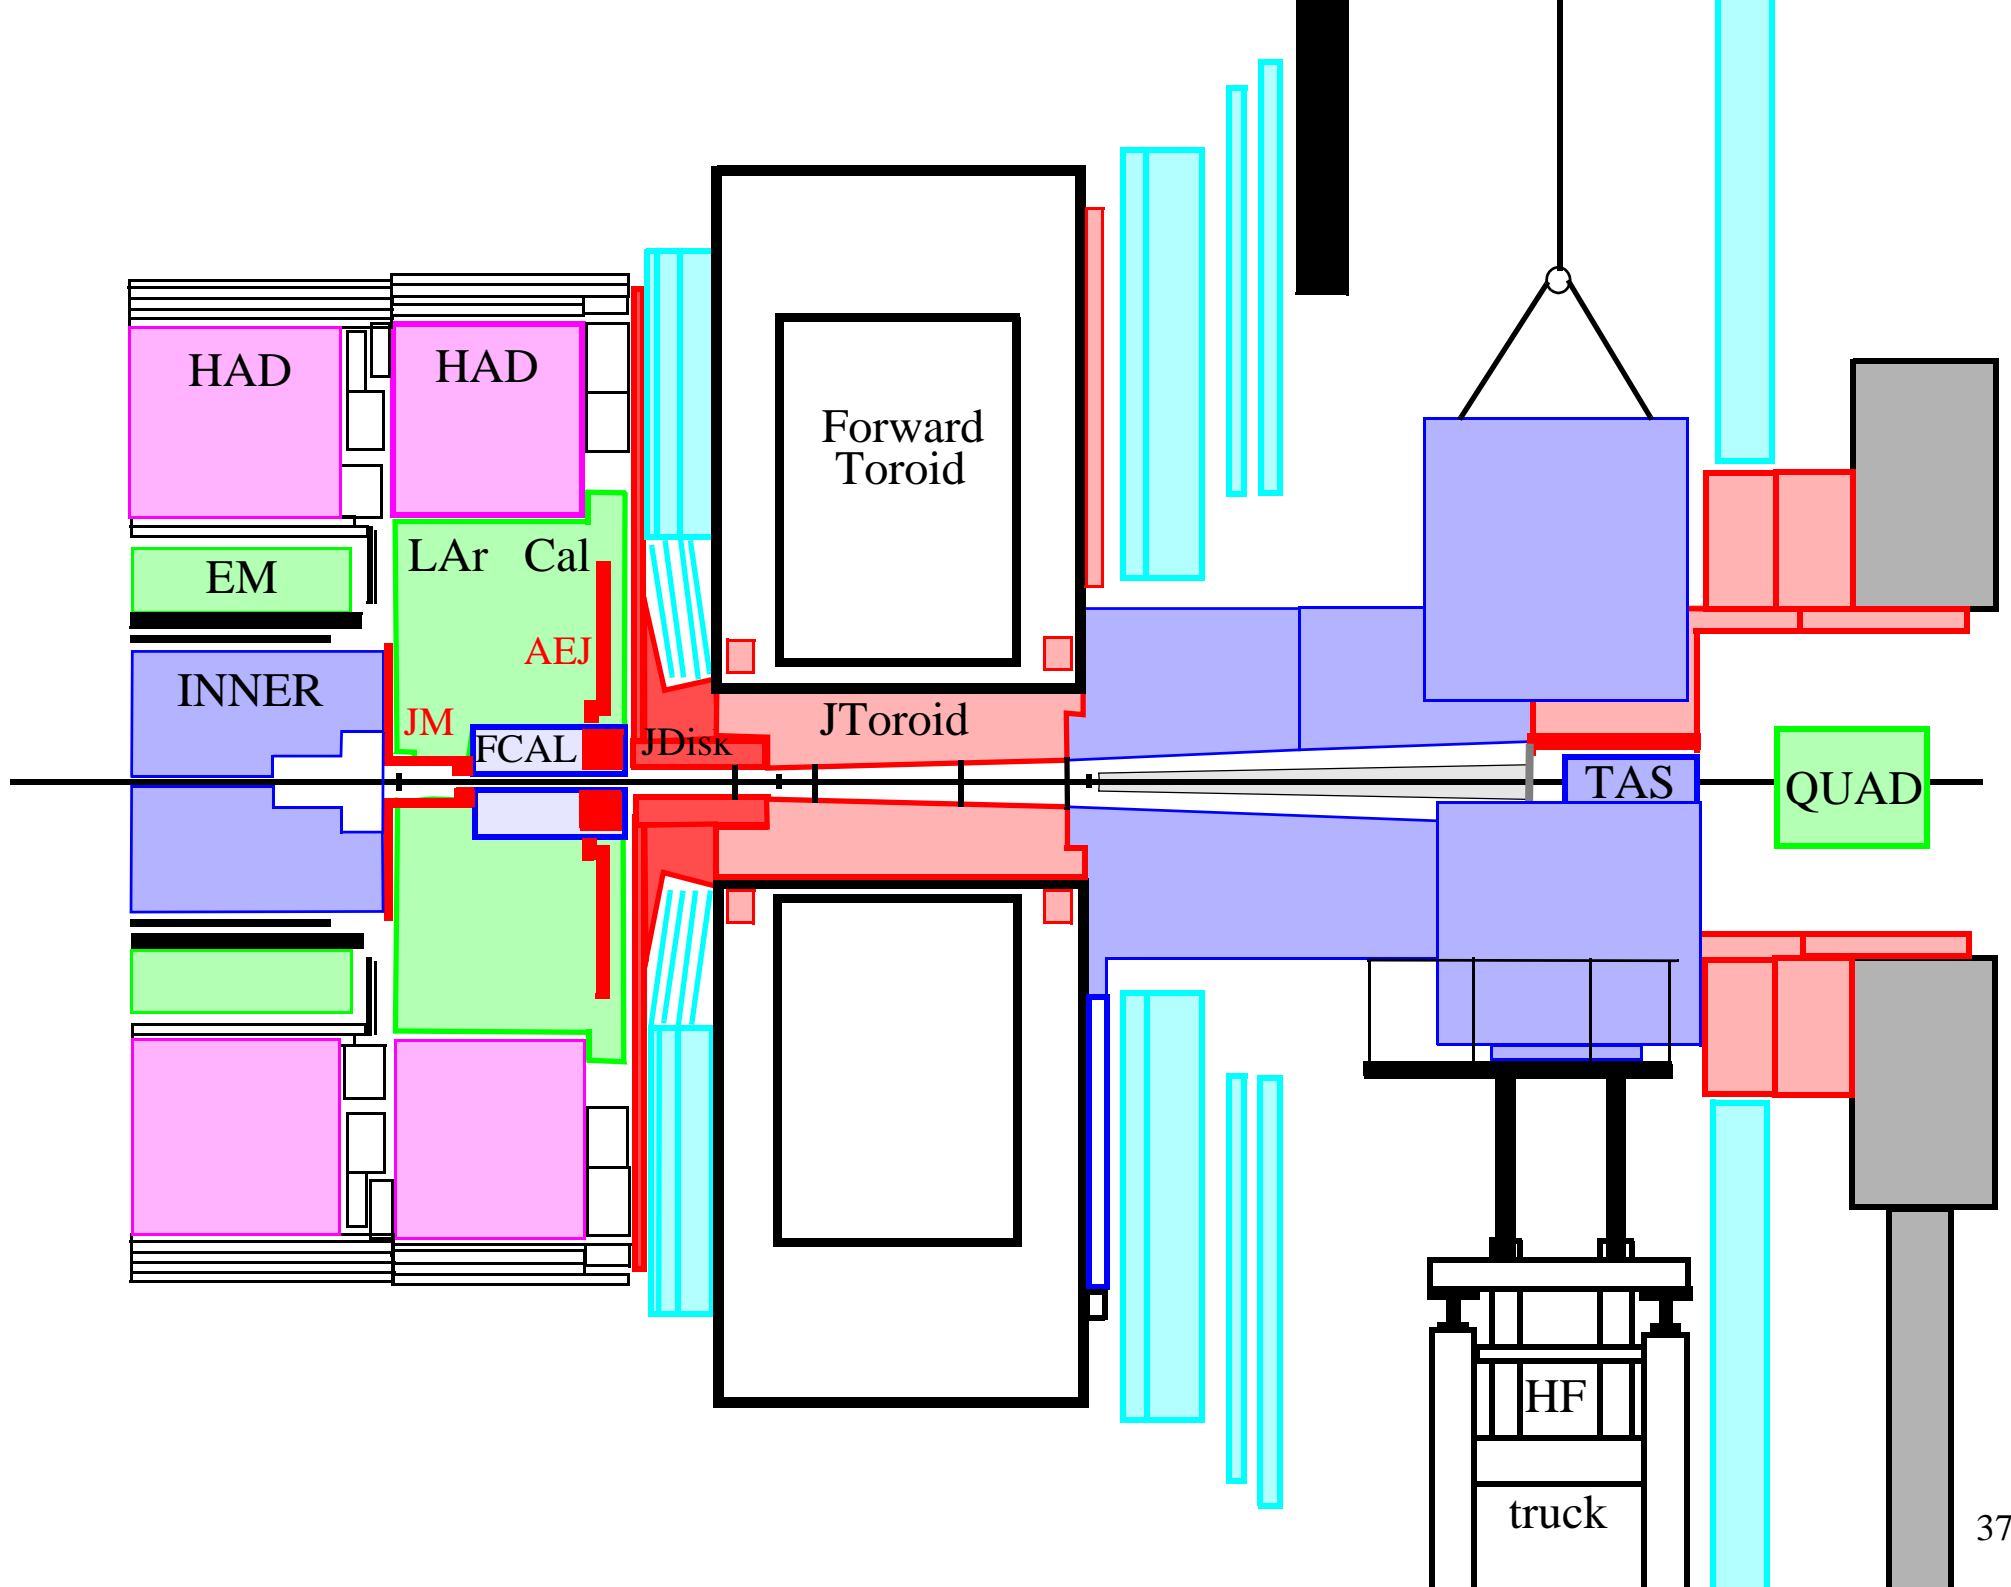 HAD
HAD
Forward
Toroid
LAr Cal
EM
AEJ
INNER
JM
FCAL
JDisk
JToroid
TAS
QUAD
HF
truck
37